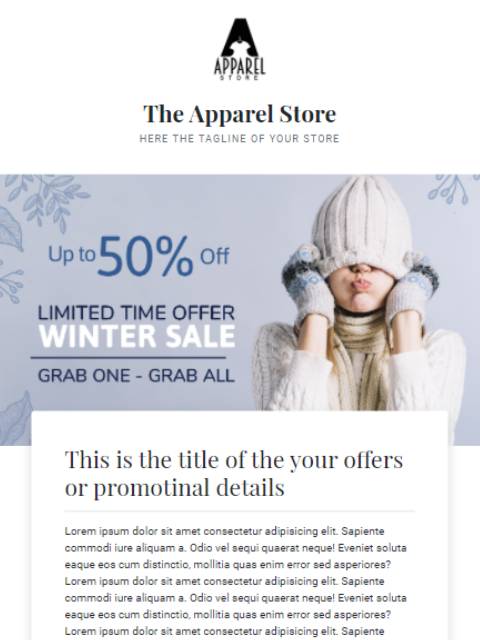 APPAREL
STORE
The Apparel Store
HERE THE TAGLINE OF YOUR STORE
Up to 50% Off
LIMITED TIME OFFER
WINTER SALE
GRAB ONE - GRAB ALL
This is the title of the your offers
or promotinal details
Lorem ipsum dolor sit amet consectetur adipisicing elit. Sapiente
commodi iure aliquam a. Odio vel sequi quaerat neque! Eveniet soluta
eaque eos cum distinctio, mollitia quas enim error sed asperiores?
Lorem ipsum dolor sit amet consectetur adipisicing elit. Sapiente
commodi iure aliquam a. Odio vel sequi quaerat neque! Eveniet soluta
eaque eos cum distinctio, mollitia quas enim error sed asperiores?
Lorem ipsum dolor sit amet consectetur adipisicing elit. Sapiente